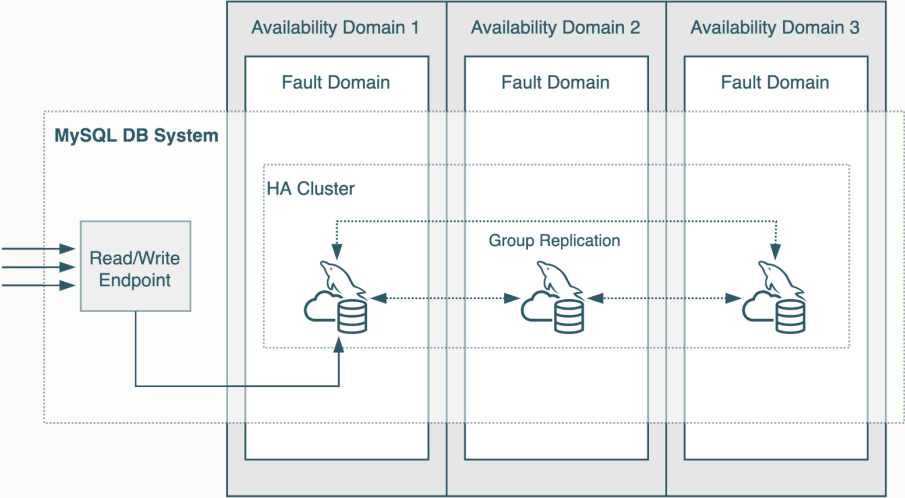 Availability Domain 1
Availability Domain 2
Availability Domain 3
Fault Domain
Fault Domain
Fault Domain
MySQL DB System
HA Cluster
Group Replication
Read/Write
Endpoint